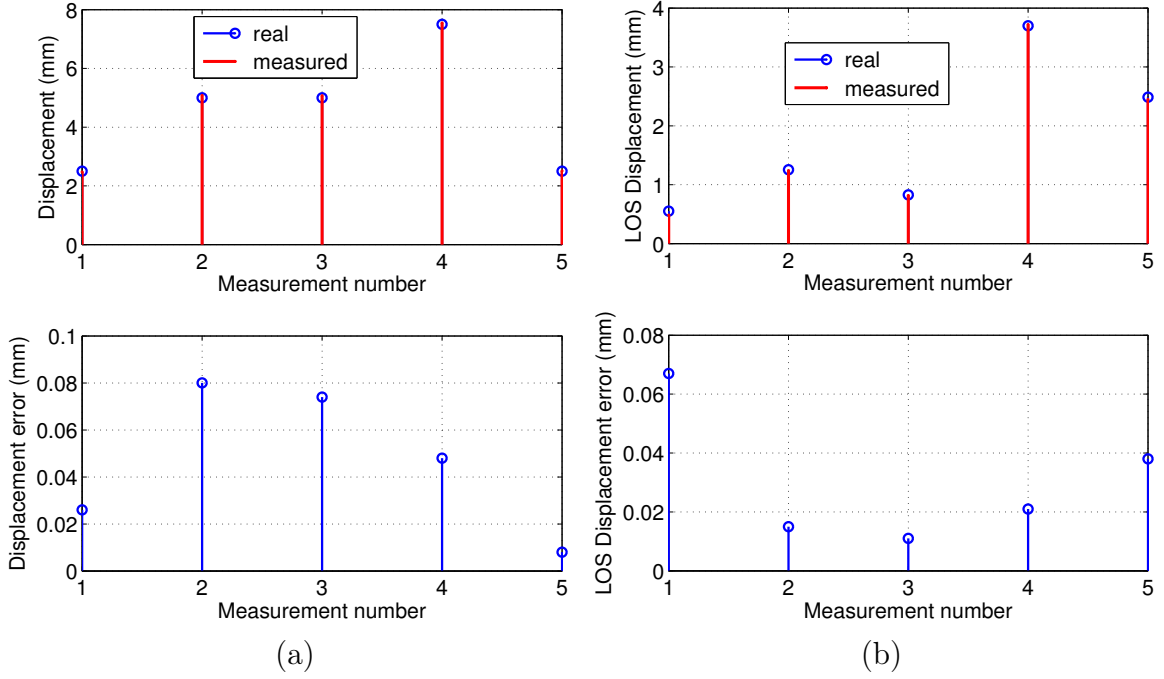 8
6
4
2
0
Displacement (mm)
real
measured
1 2 3 4 5
Measurement number
4
3
2
1
0
LOS Displacement (mm)
real
measured
1 2 3 4 5
Measurement number
0.1
0.08
0.06
0.04
0.02
0
Displacement error (mm)
1 2 3 4 5
Measurement number
(a)
0.08
0.06
0.04
0.02
0
LOS Displacement error (mm)
1 2 3 4 5
Measurement number
(b)